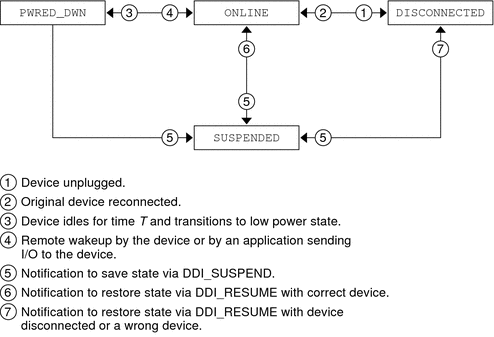 PWRED_DWN 3 4 ONLINE 2 1 DISCONNECTED
6 7
5
5 SUSPENDED 5
1 Device unplugged.
2 Original device reconnected.
3 Device idles for time T and transitions to low power state.
4 Remote wakeup by the device or by an application sending
I/O to the device.
5 Notification to save state via DDI_SUSPEND.
6 Notification to restore state via DDI_RESUME with correct device.
7 Notification to restore state via DDI_RESUME with device
disconnected or a wrong device.